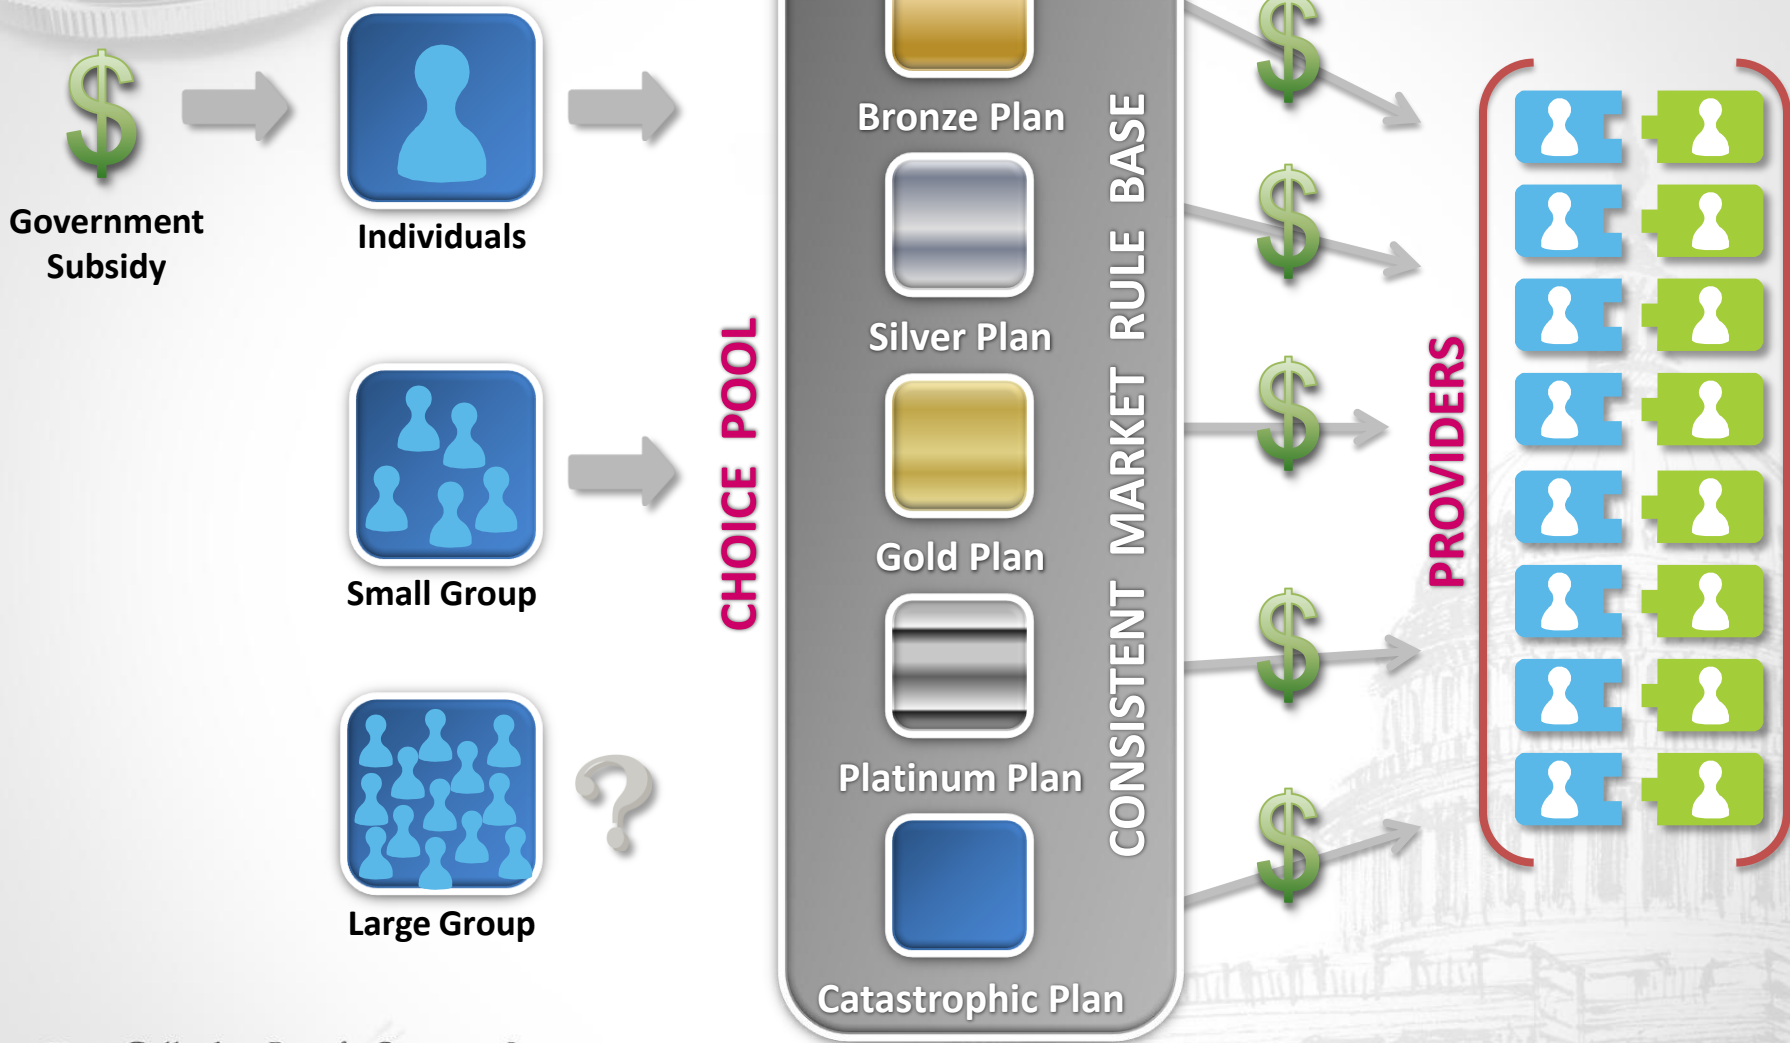 Government
Subsidy
Individuals
Small Group
Large Group
?
CHOICE POOL
Bronze Plan
Silver Plan
Gold Plan
Platinum Plan
Catastrophic Plan
CONSISTENT MARKET RULE BASE
$
$
$
$
$
$
PROVIDERS